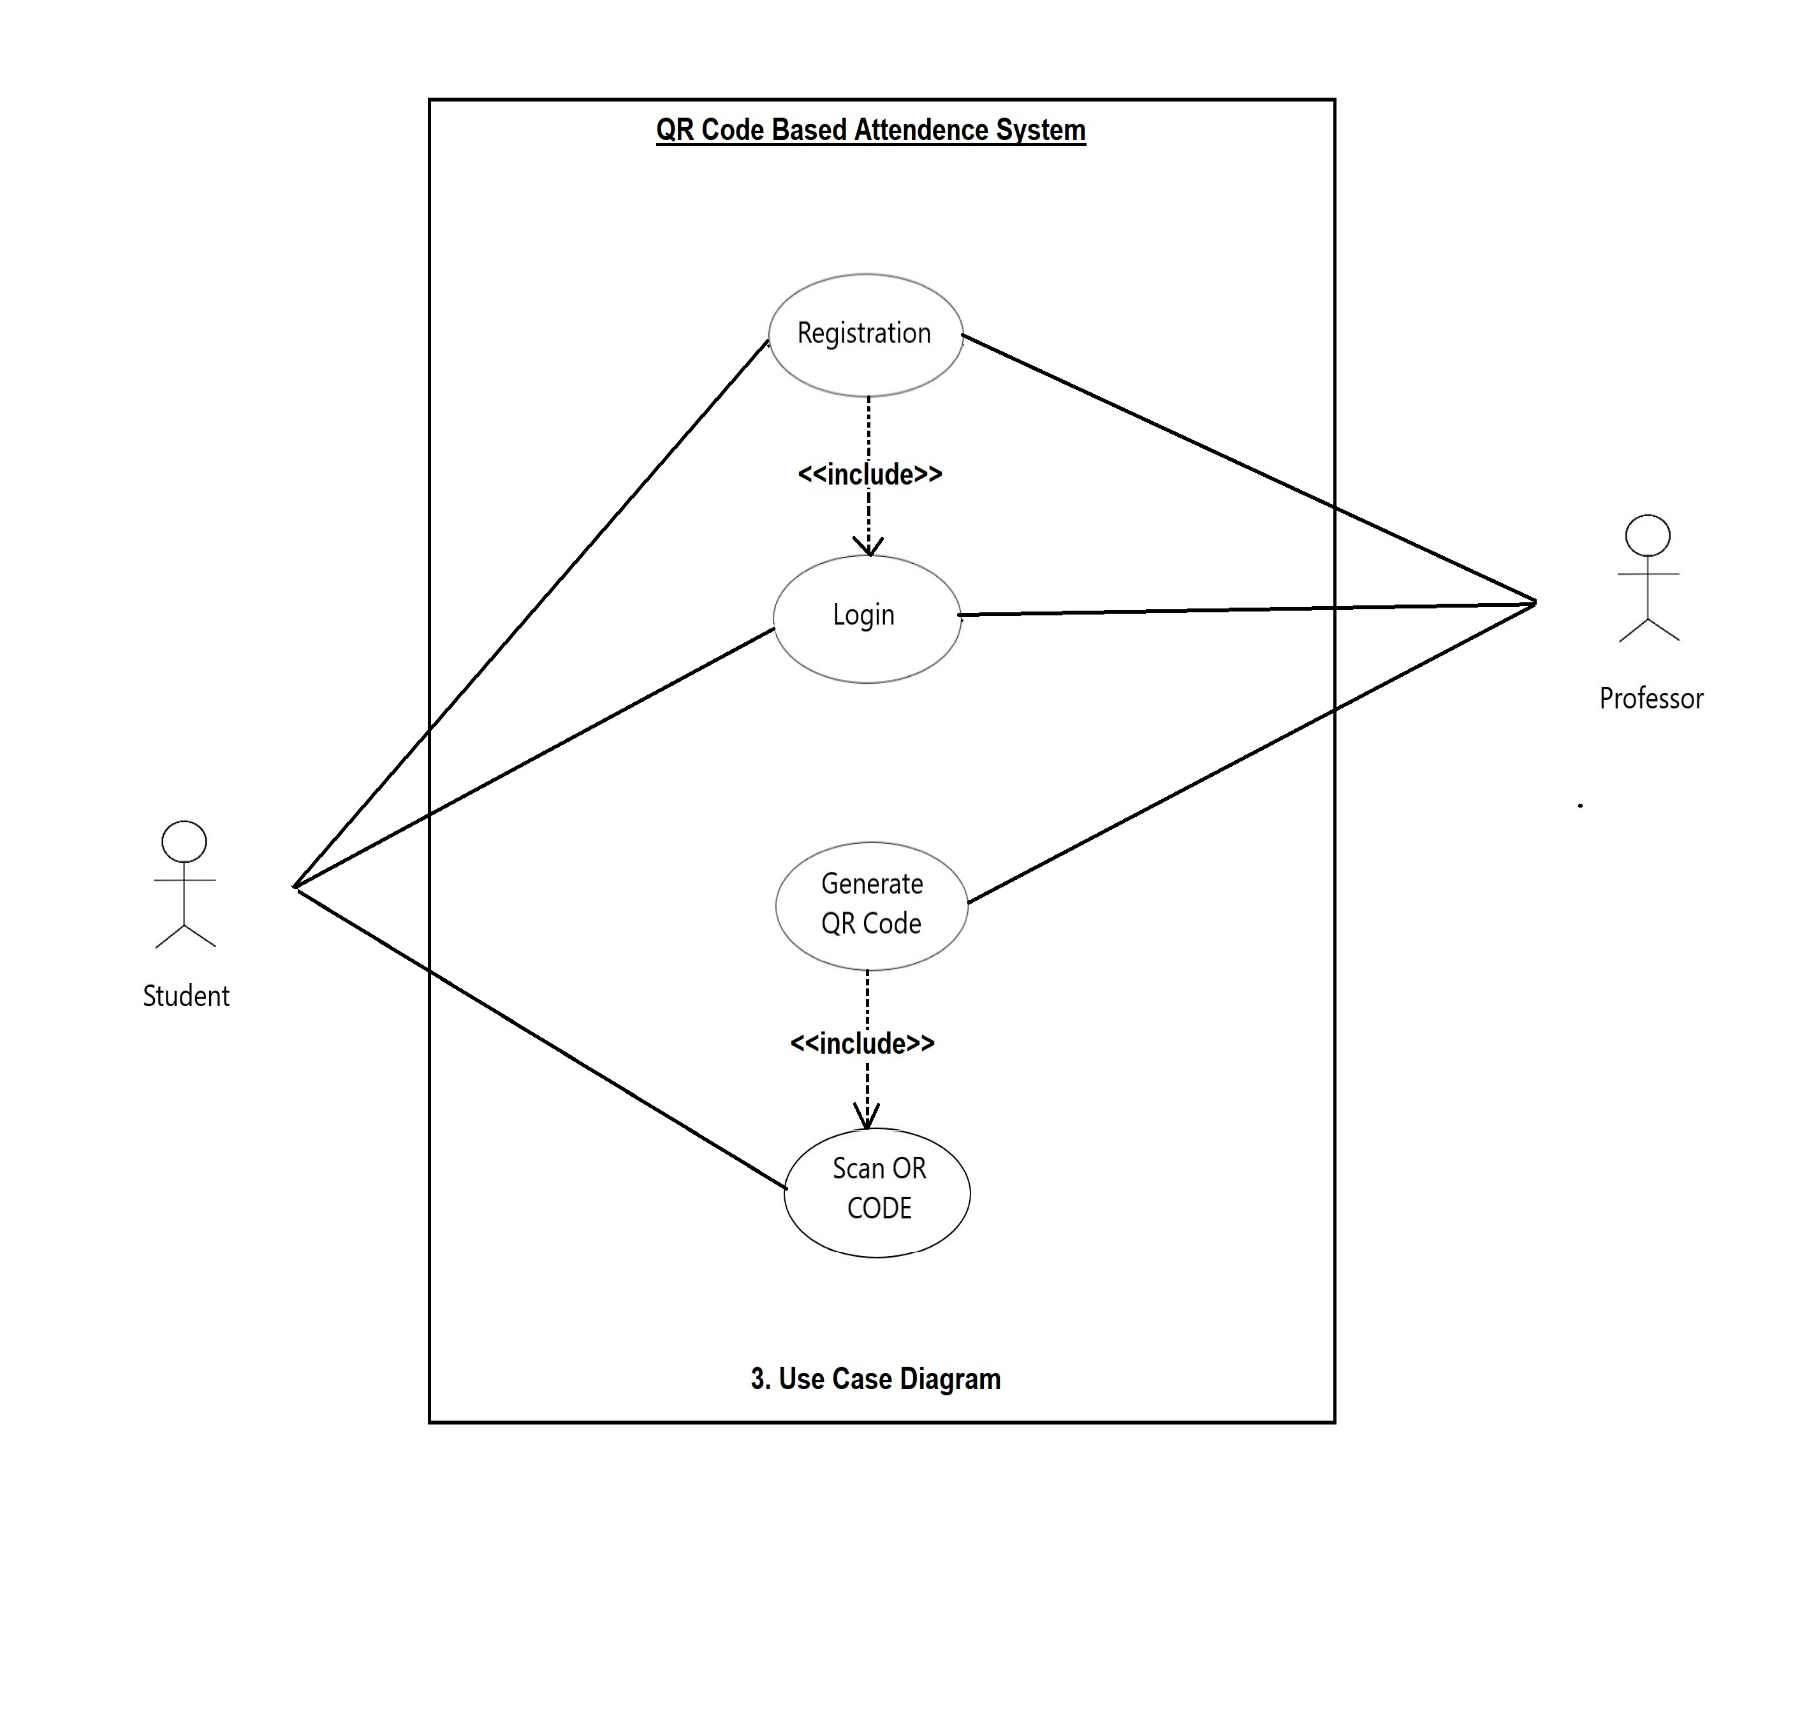 QR Code Based Attendence System
Registration
<<include>>
Login
Professor
Generate
QR Code
Student
<<include>>
Scan OR
CODE
3. Use Case Diagram